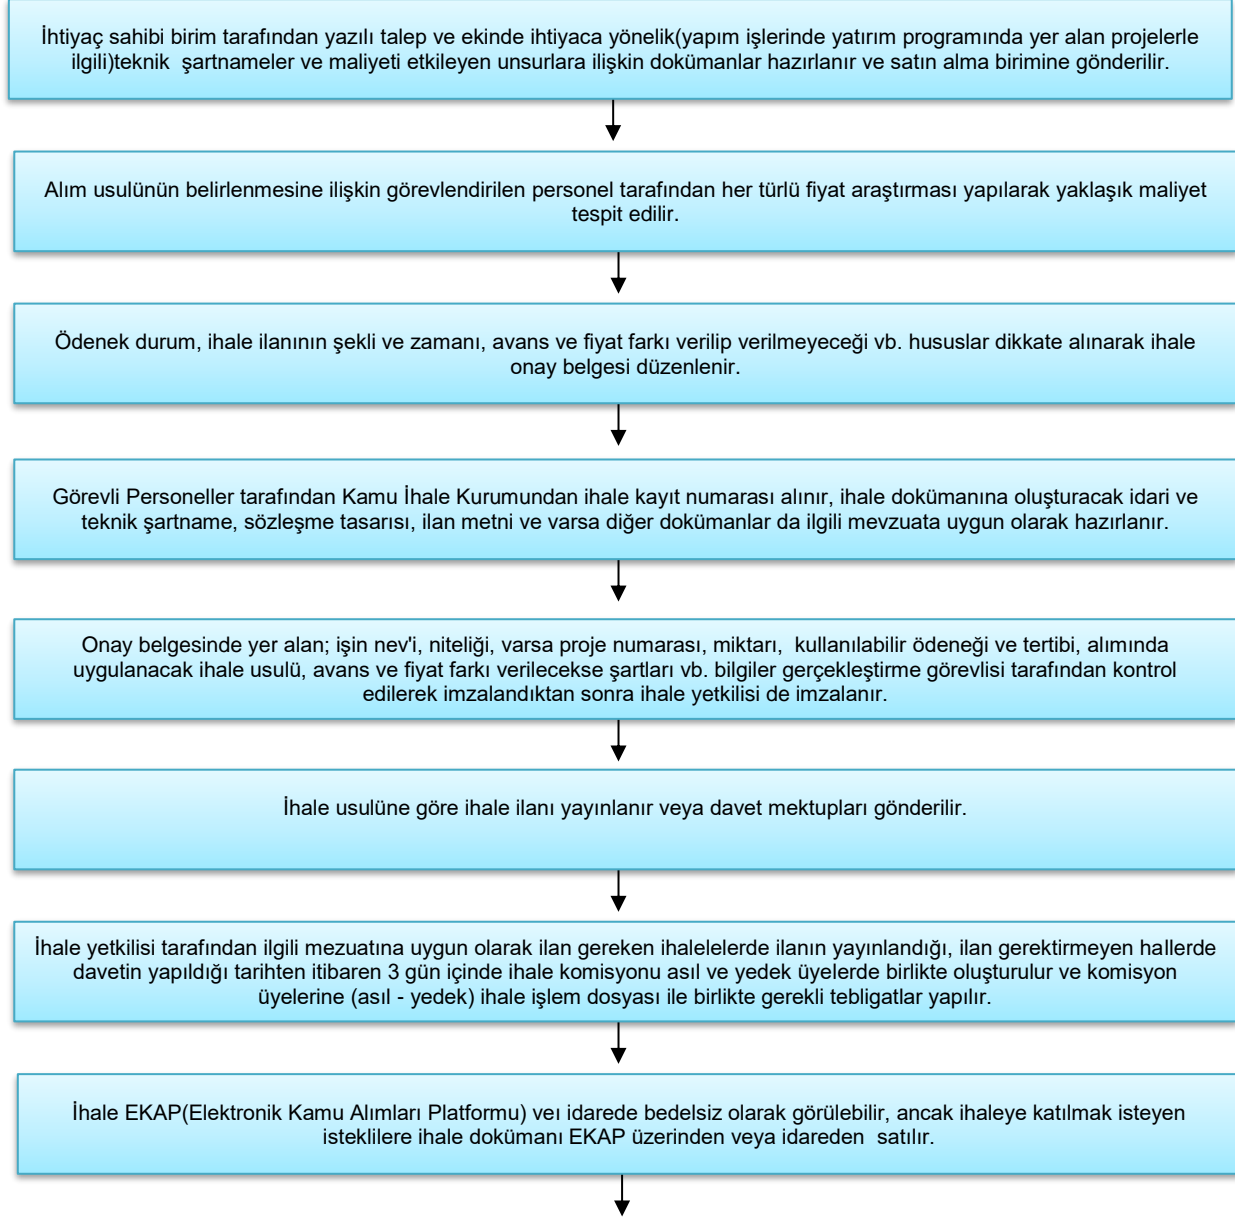 İhtiyaç sahibi birim tarafından yazılı talep ve ekinde ihtiyaca yönelik(yapım işlerinde yatırım programında yer alan projelerle
ilgili)teknik  şartnameler ve maliyeti etkileyen unsurlara ilişkin dokümanlar hazırlanır ve satın alma birimine gönderilir.
Alım usulünün belirlenmesine ilişkin görevlendirilen personel tarafından her türlü fiyat araştırması yapılarak yaklaşık maliyet
tespit edilir.
Ödenek durum, ihale ilanının şekli ve zamanı, avans ve fiyat farkı verilip verilmeyeceği vb. hususlar dikkate alınarak ihale
onay belgesi düzenlenir.
Görevli Personeller tarafından Kamu İhale Kurumundan ihale kayıt numarası alınır, ihale dokümanına oluşturacak idari ve
teknik şartname, sözleşme tasarısı, ilan metni ve varsa diğer dokümanlar da ilgili mevzuata uygun olarak hazırlanır.
Onay belgesinde yer alan; işin nev'i, niteliği, varsa proje numarası, miktarı,  kullanılabilir ödeneği ve tertibi, alımında
uygulanacak ihale usulü, avans ve fiyat farkı verilecekse şartları vb. bilgiler gerçekleştirme görevlisi tarafından kontrol
edilerek imzalandıktan sonra ihale yetkilisi de imzalanır.
İhale usulüne göre ihale ilanı yayınlanır veya davet mektupları gönderilir.
İhale yetkilisi tarafından ilgili mezuatına uygun olarak ilan gereken ihalelelerde ilanın yayınlandığı, ilan gerektirmeyen hallerde
davetin yapıldığı tarihten itibaren 3 gün içinde ihale komisyonu asıl ve yedek üyelerde birlikte oluşturulur ve komisyon
üyelerine (asıl - yedek) ihale işlem dosyası ile birlikte gerekli tebligatlar yapılır.
İhale EKAP(Elektronik Kamu Alımları Platformu) veı idarede bedelsiz olarak görülebilir, ancak ihaleye katılmak isteyen
isteklilere ihale dokümanı EKAP üzerinden veya idareden  satılır.